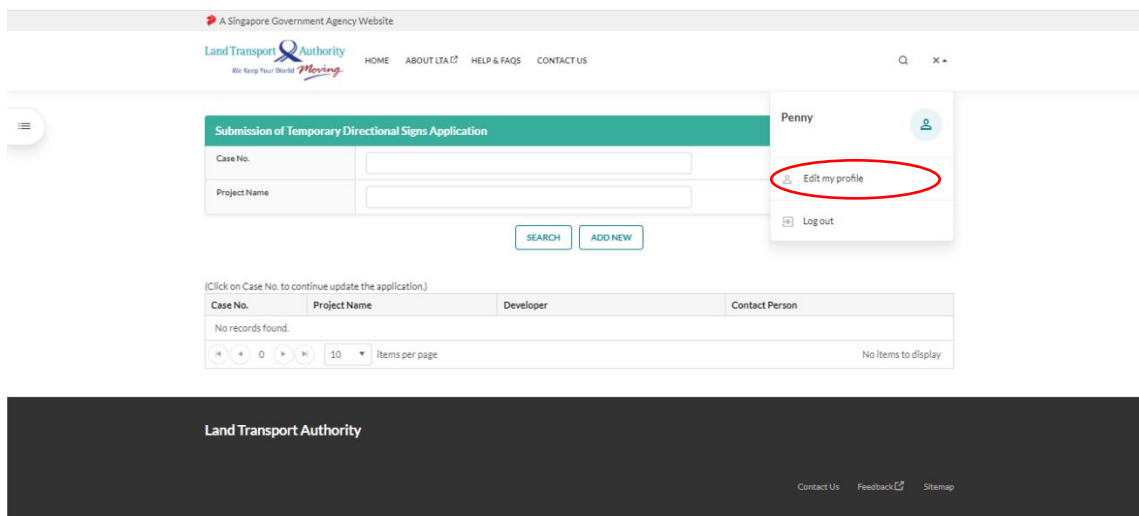 A Singapore Government Agency Website
Land Transport Authority
We Keep Your World Moving
HOME ABOUT LTA HELP & FAQS CONTACT US
X
Penny
Edit my profile
Log out
Submission of Temporary Directional Signs Application
Case No.
Project Name
SEARCH ADD NEW
(Click on Case No. to continue update the application.)
Case No. Project Name Developer Contact Person
No records found.
0 10 items per page No items to display
Land Transport Authority
Contact Us Feedback Sitemap